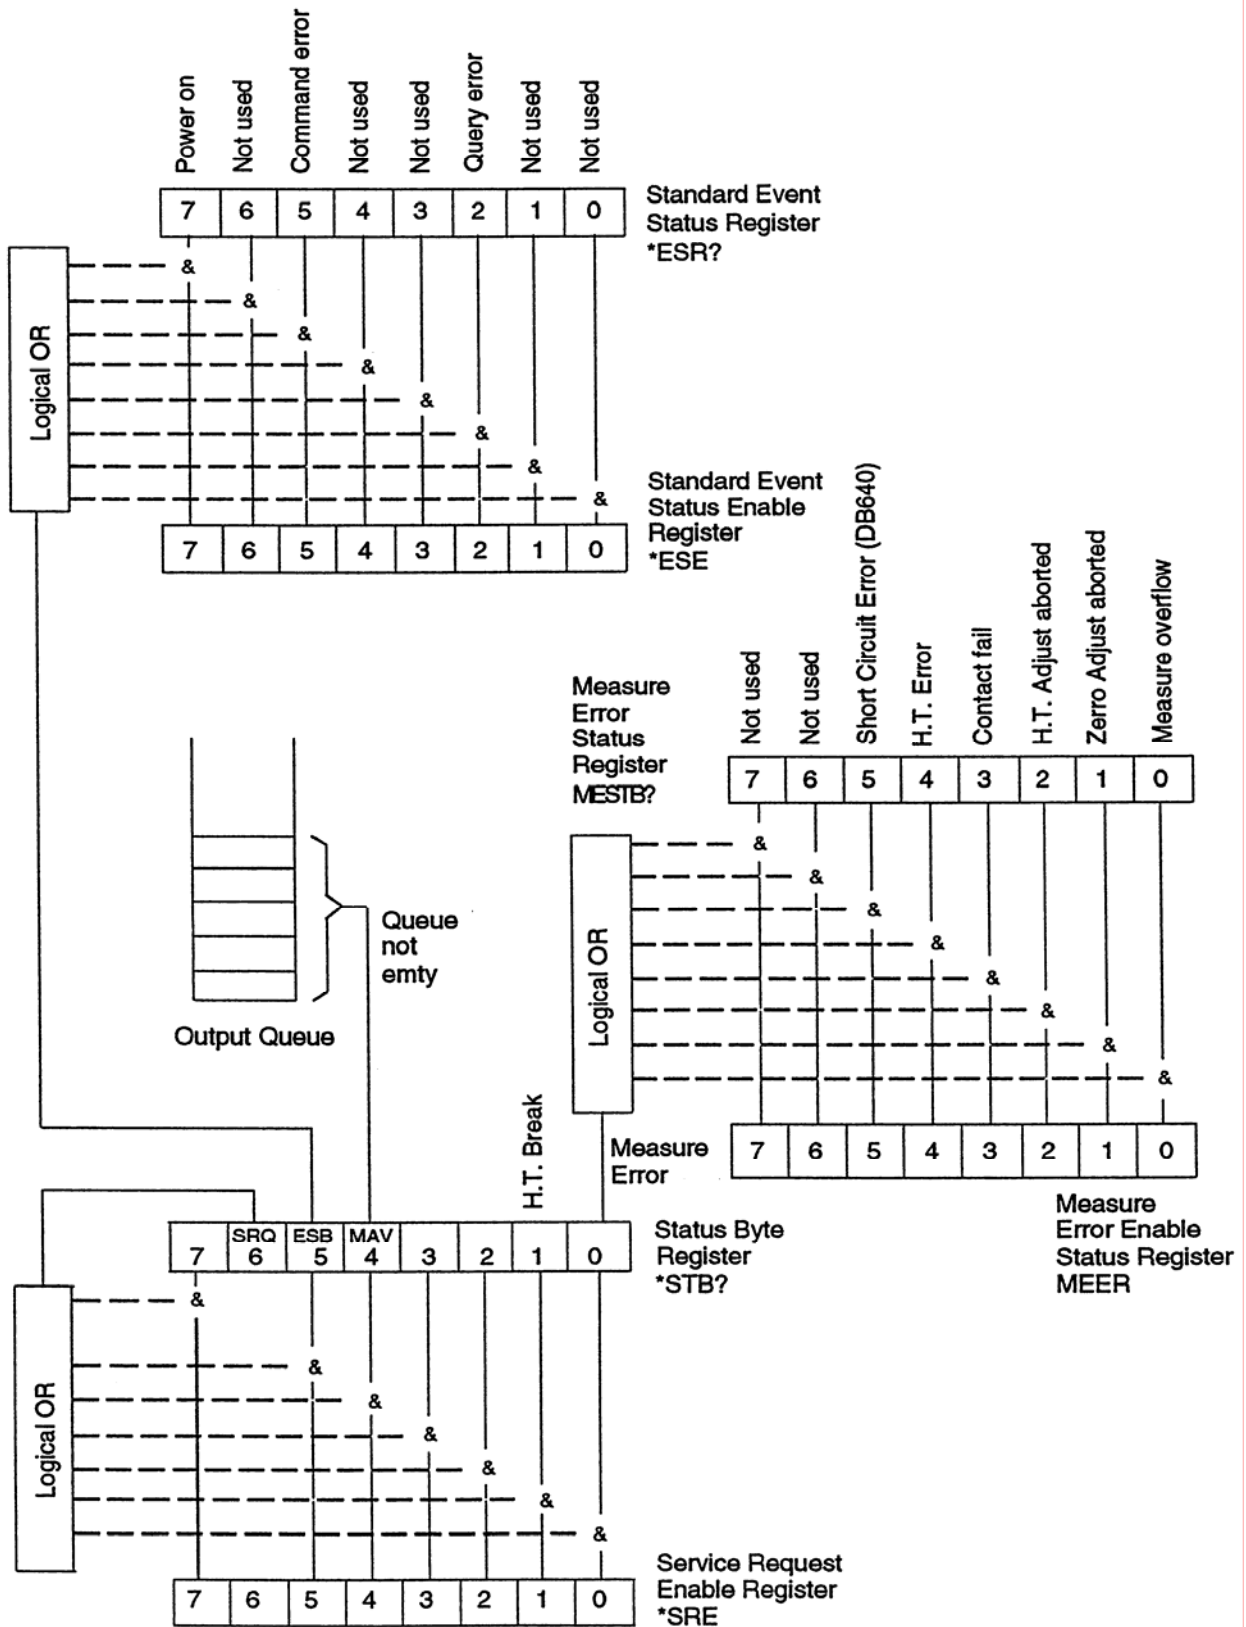 Power on
Not used
Command error
Not used
Not used
Query error
Not used
Not used
7 6 5 4 3 2 1 0
Standard Event
Status Register
*ESR?
Logical OR
&
&
&
&
&
&
&
&
Standard Event
Status Enable
Register
*ESE
7 6 5 4 3 2 1 0
Not used
Not used
Short Circuit Error (DB640)
H.T. Error
Contact fail
H.T. Adjust aborted
Zerro Adjust aborted
Measure overflow
Measure
Error
Status
Register
MESTB?
7 6 5 4 3 2 1 0
Logical OR
&
&
&
&
&
&
&
&
Queue
not
emty
Output Queue
7 6 5 4 3 2 1 0
Measure
Error
Measure
Error Enable
Status Register
MEER
H.T. Break
SRQ ESB MAV
7 6 5 4 3 2 1 0
Status Byte
Register
*STB?
Logical OR
&
&
&
&
&
&
&
7 6 5 4 3 2 1 0
Service Request
Enable Register
*SRE